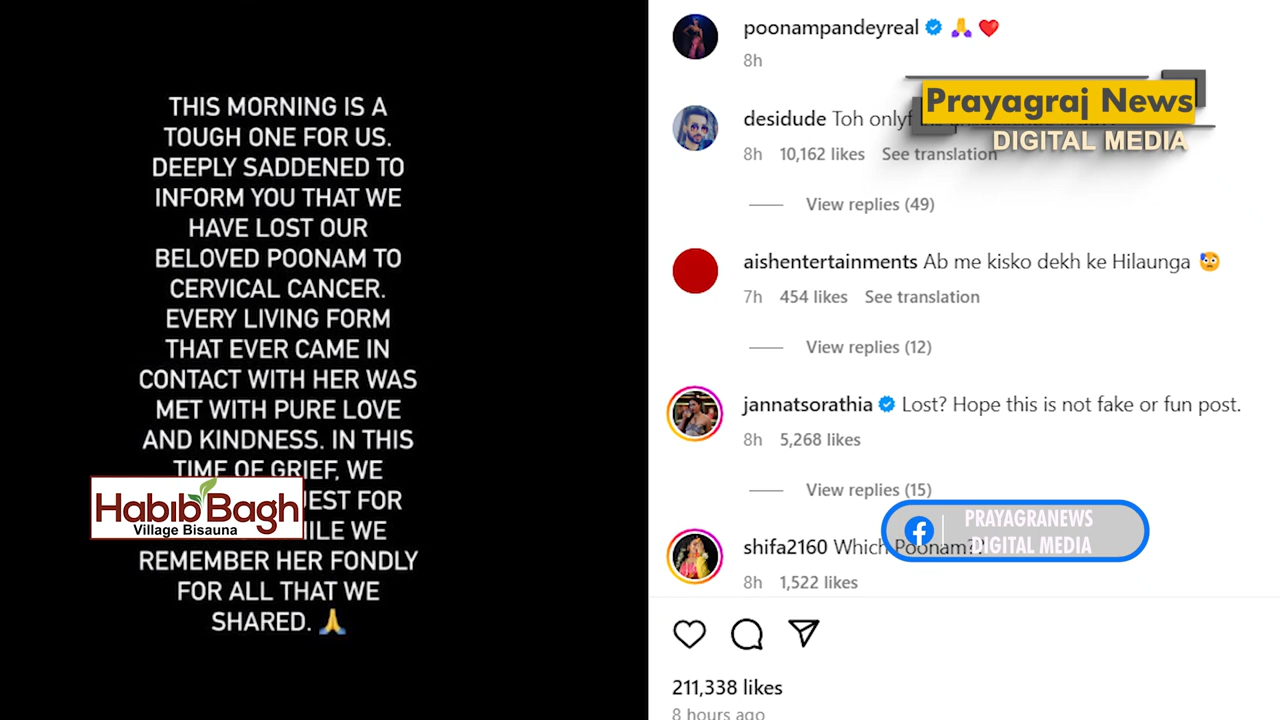 THIS MORNING IS A
TOUGH ONE FOR US.
DEEPLY SADDENED TO
INFORM YOU THAT WE
HAVE LOST OUR
BELOVED POONAM TO
CERVICAL CANCER.
EVERY LIVING FORM
THAT EVER CAME IN
CONTACT WITH HER WAS
MET WITH PURE LOVE
AND KINDNESS. IN THIS
TIME OF GRIEF, WE
FOR
WE
REMEMBER HER FONDLY
FOR ALL THAT WE
SHARED. 🙏
Habib Bagh
Village Bisauna
poonampandeyreal 🙏 ❤️
8h
Prayagraj News
DIGITAL MEDIA
desidude Toh
8h 10,162 likes See translation
View replies (49)
aishentertainments Ab me kisko dekh ke Hilaunga 😰
7h 454 likes See translation
View replies (12)
jannatsorathia Lost? Hope this is not fake or fun post.
8h 5,268 likes
View replies (15)
PRAYAGRANEWS
DIGITAL MEDIA
shifa2160 Which Poonam??
8h 1,522 likes
211,338 likes
8 hours ago